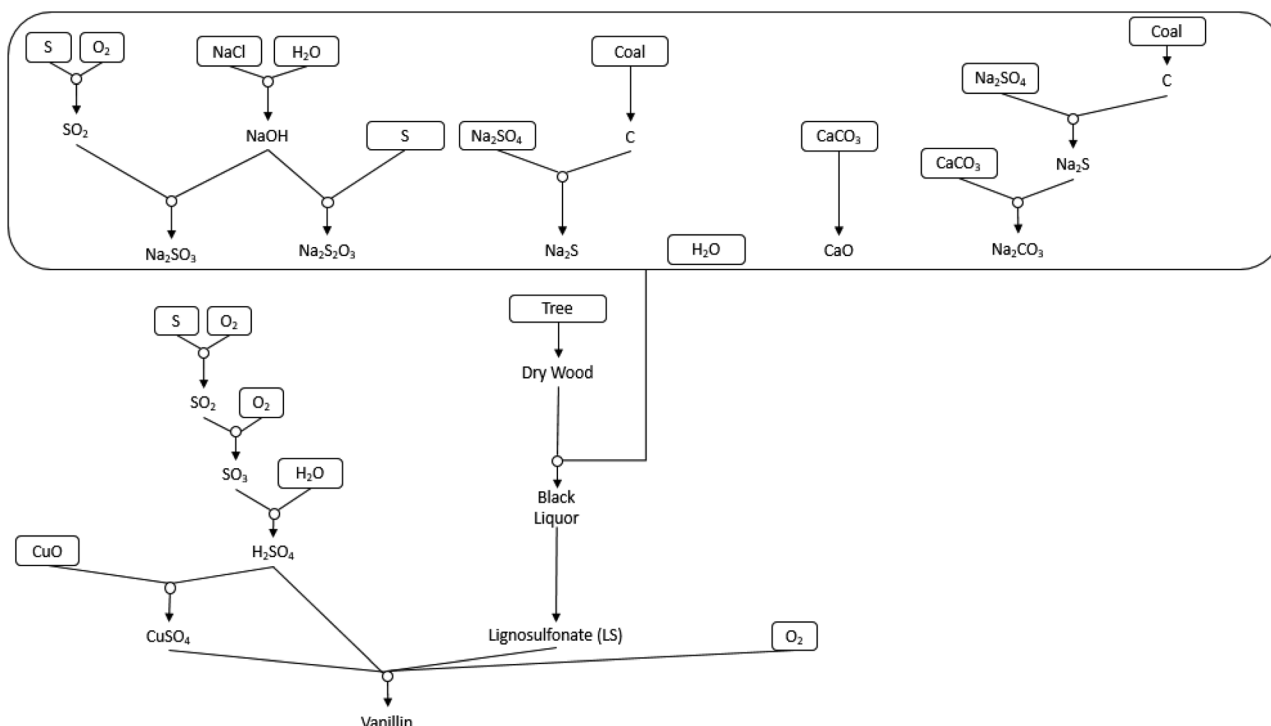 Coal
S
O₂
NaCl
H₂O
Coal
Na₂SO₄
C
SO₂
NaOH
S
Na₂SO₄
C
CaCO₃
CaCO₃
Na₂S
Na₂SO₃
Na₂S₂O₃
Na₂S
H₂O
CaO
Na₂CO₃
S
O₂
Tree
Dry Wood
SO₂
O₂
SO₃
H₂O
Black
Liquor
CuO
H₂SO₄
CuSO₄
Lignosulfonate (LS)
O₂
Vanillin